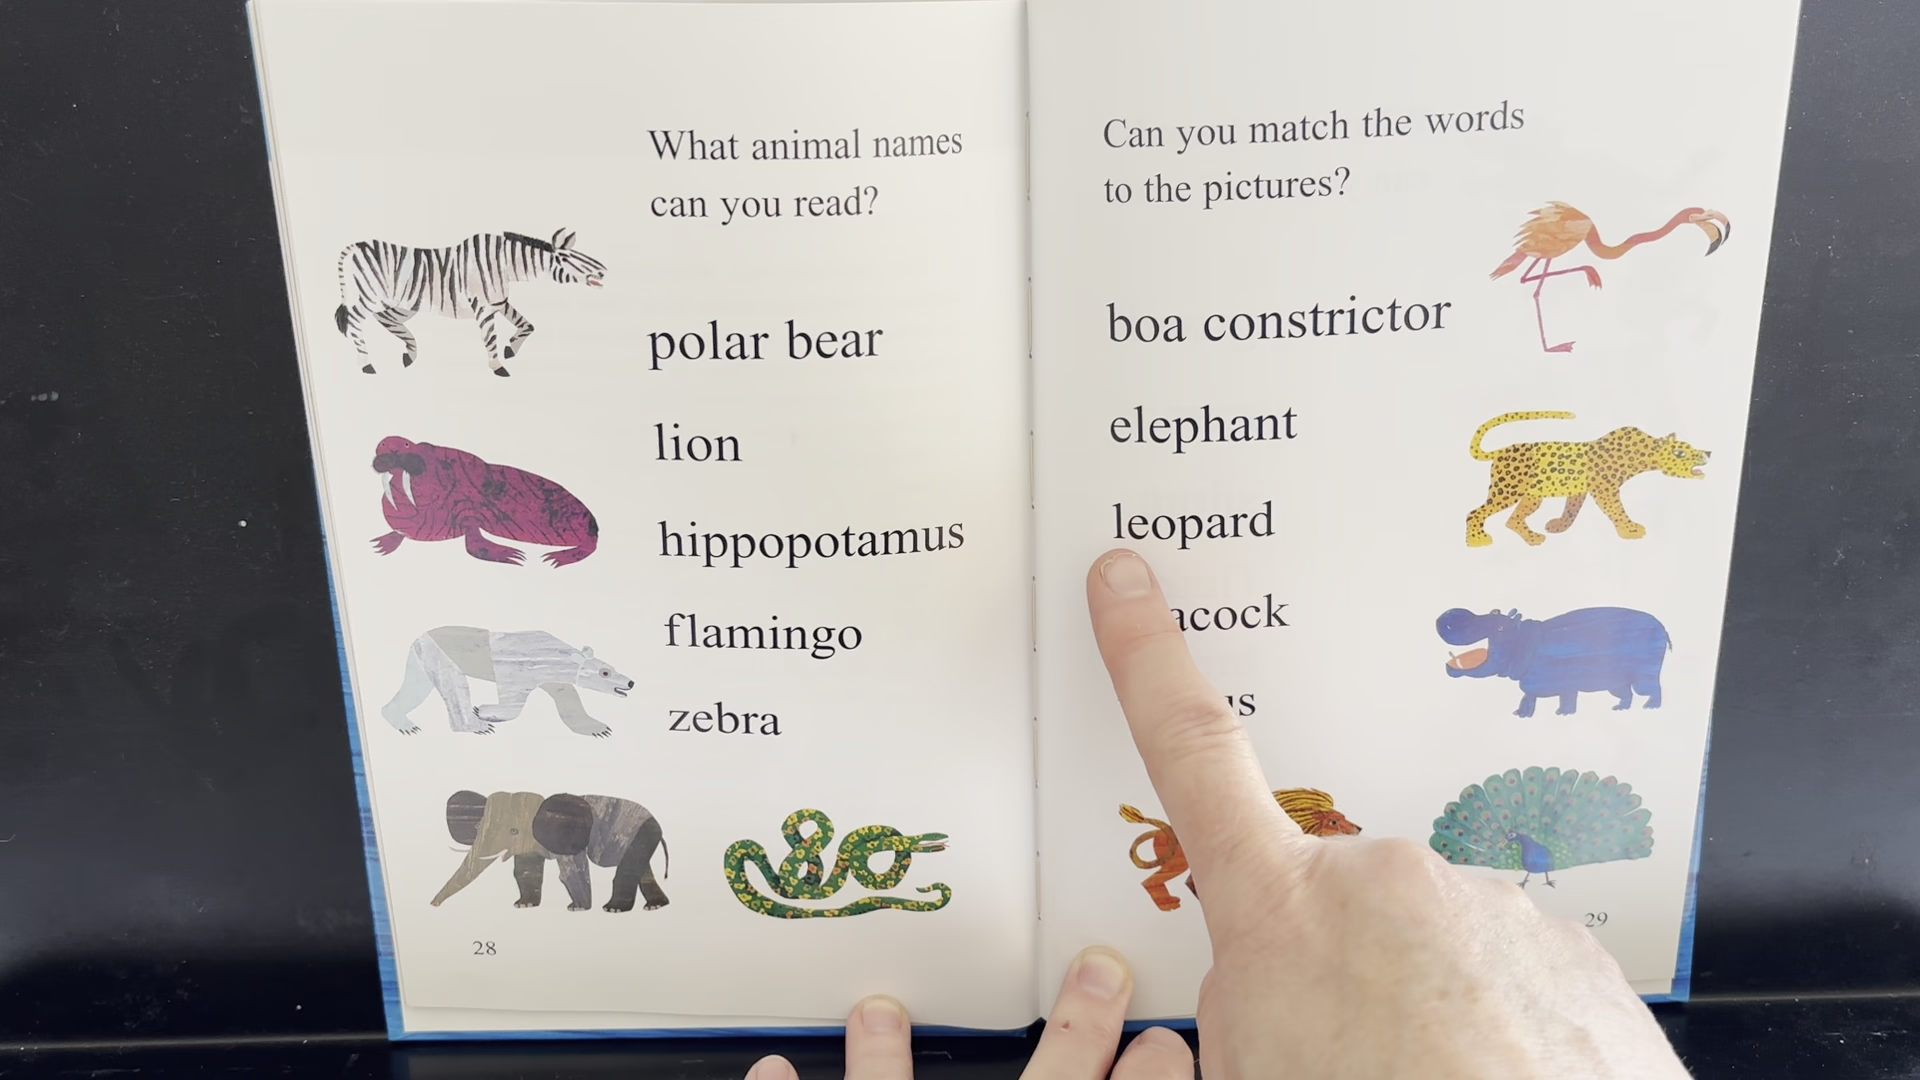 What animal names
can you read?
polar bear
lion
hippopotamus
flamingo
zebra
28
Can you match the words
to the pictures?
boa constrictor
elephant
leopard
29